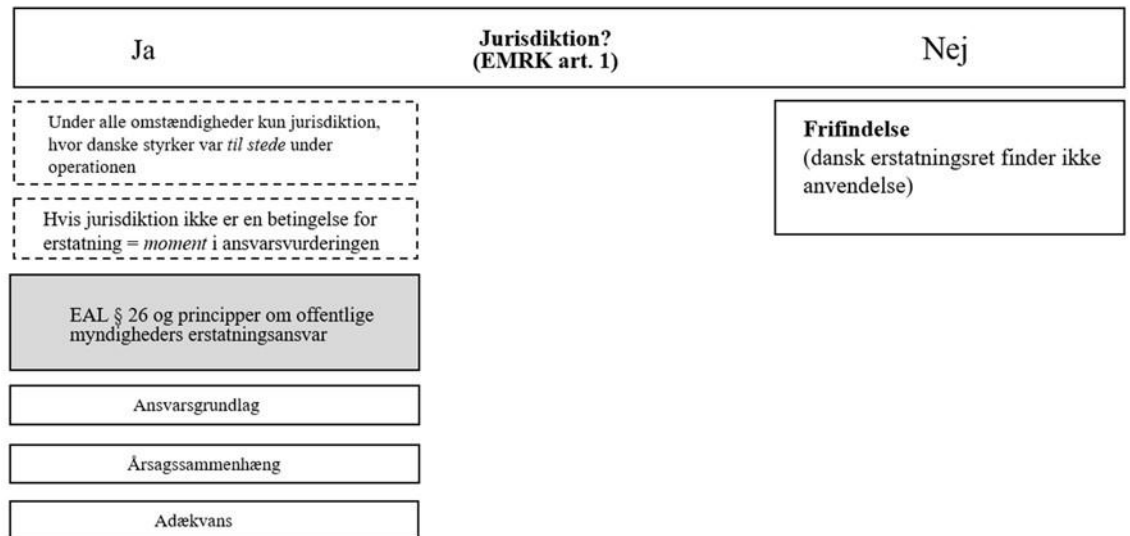 Ja
Jurisdiktion?
(EMRK art. 1)
Nej
Under alle omstændigheder kun jurisdiktion,
hvor danske styrker var til stede under
operationen
Hvis jurisdiktion ikke er en betingelse for
erstatning = moment i ansvarsvurderingen
EAL § 26 og principper om offentlige
myndigheders erstatningsansvar
Ansvarsgrundlag
Årsagssammenhæng
Adækvans
Frifindelse
(dansk erstatningsret finder ikke
anvendelse)